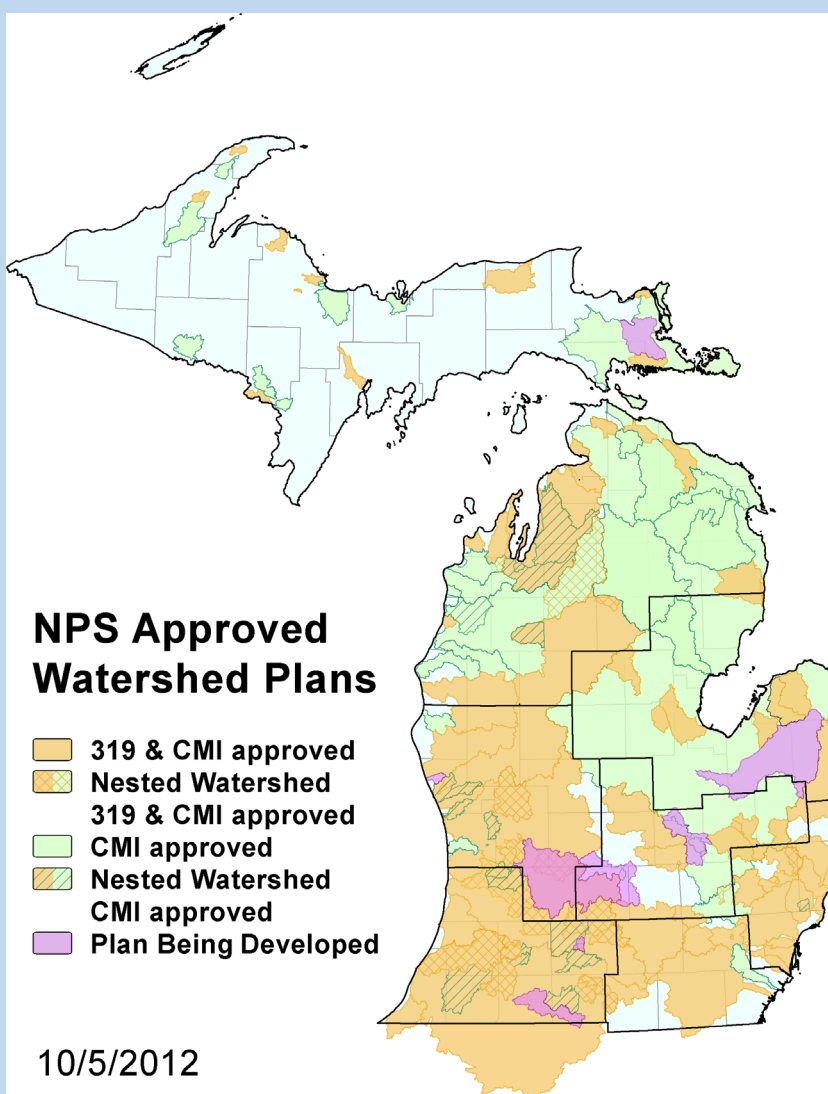 NPS Approved
Watershed Plans
319 & CMI approved
Nested Watershed
319 & CMI approved
CMI approved
Nested Watershed
CMI approved
Plan Being Developed
10/5/2012